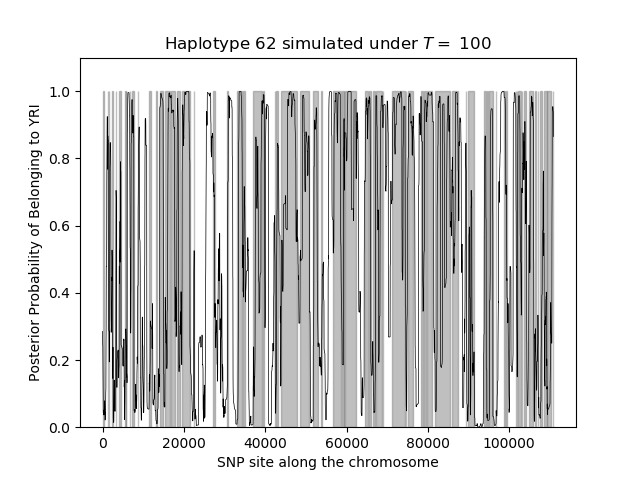 Haplotype 62 simulated under T = 100
1.0
0.8
0.6
0.4
0.2
0.0
Posterior Probability of Belonging to YRI
0 20000 40000 60000 80000 100000
SNP site along the chromosome